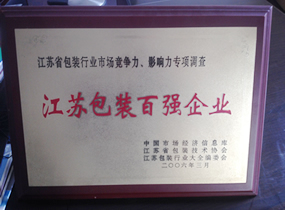 江苏省包装行业市场竞争力、影响力专项调查
江苏包装百强企业
中国市场经济信息库
江苏省包装技术协会
江苏包装行业大全编委会
二〇〇六年三月